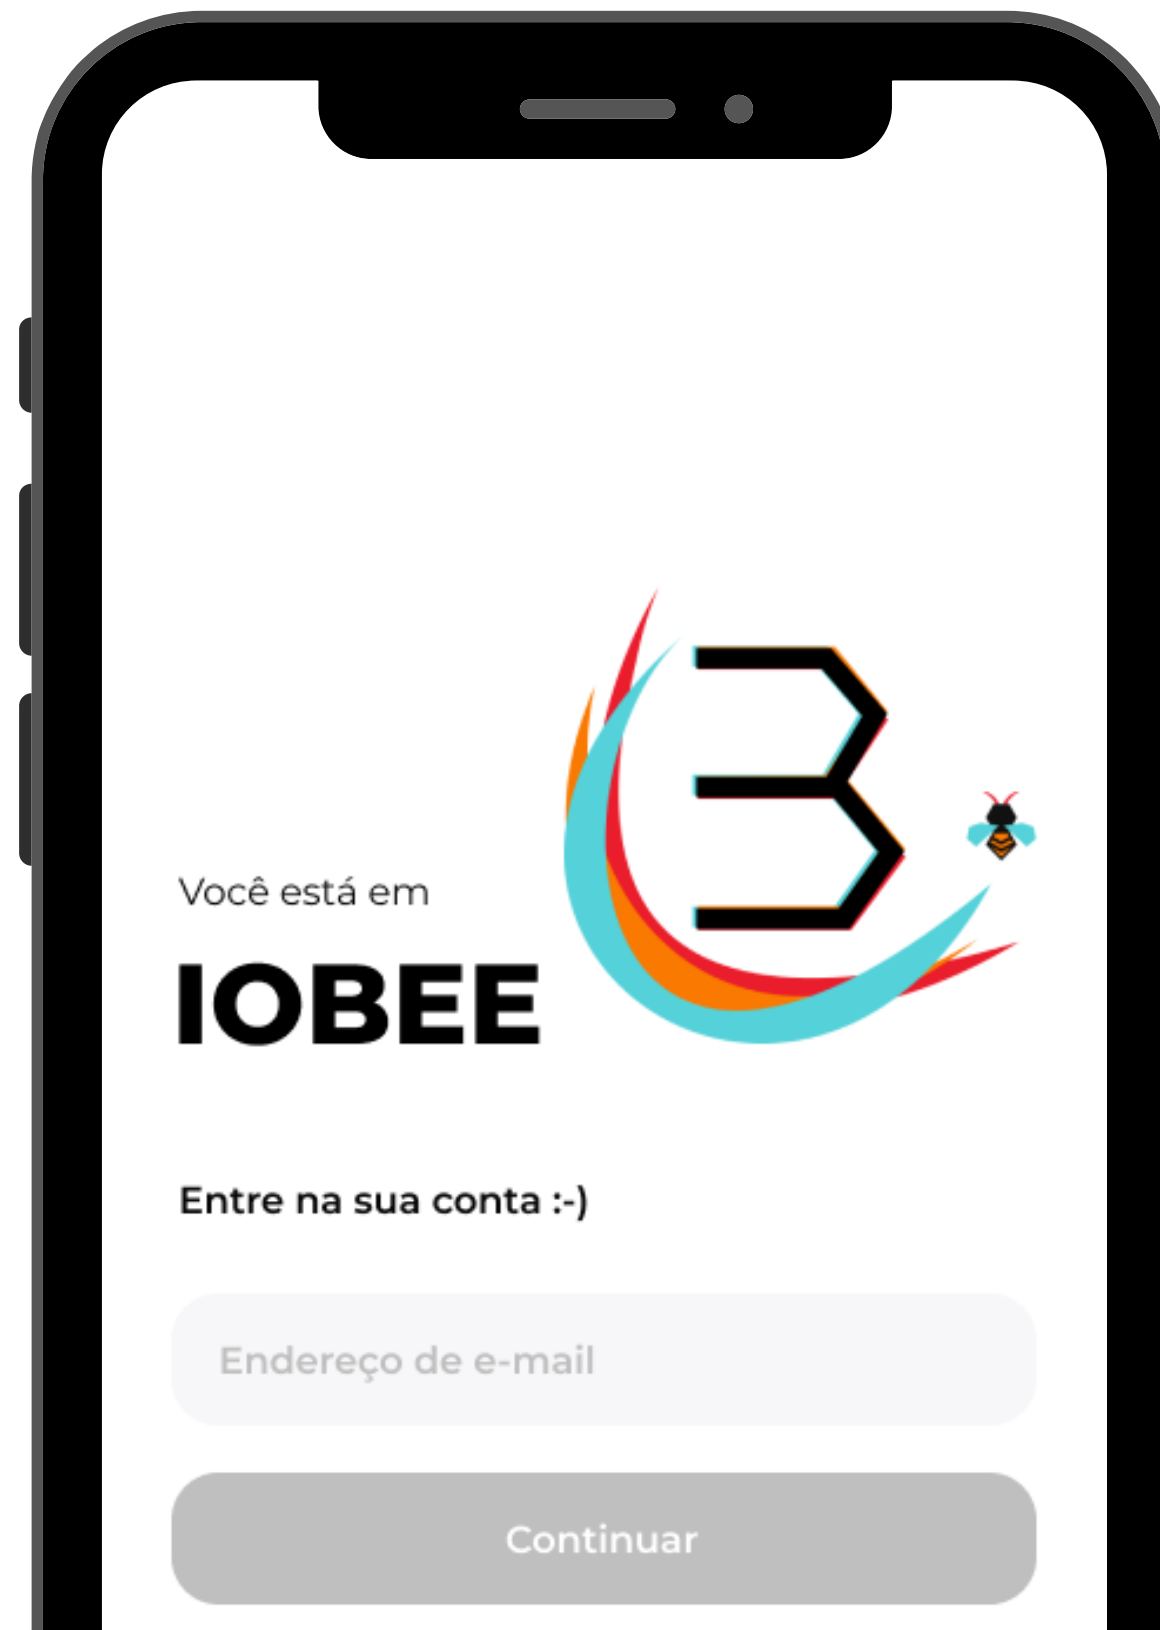 Você está em
IOBEE
Entre na sua conta :-)
Endereço de e-mail
Continuar